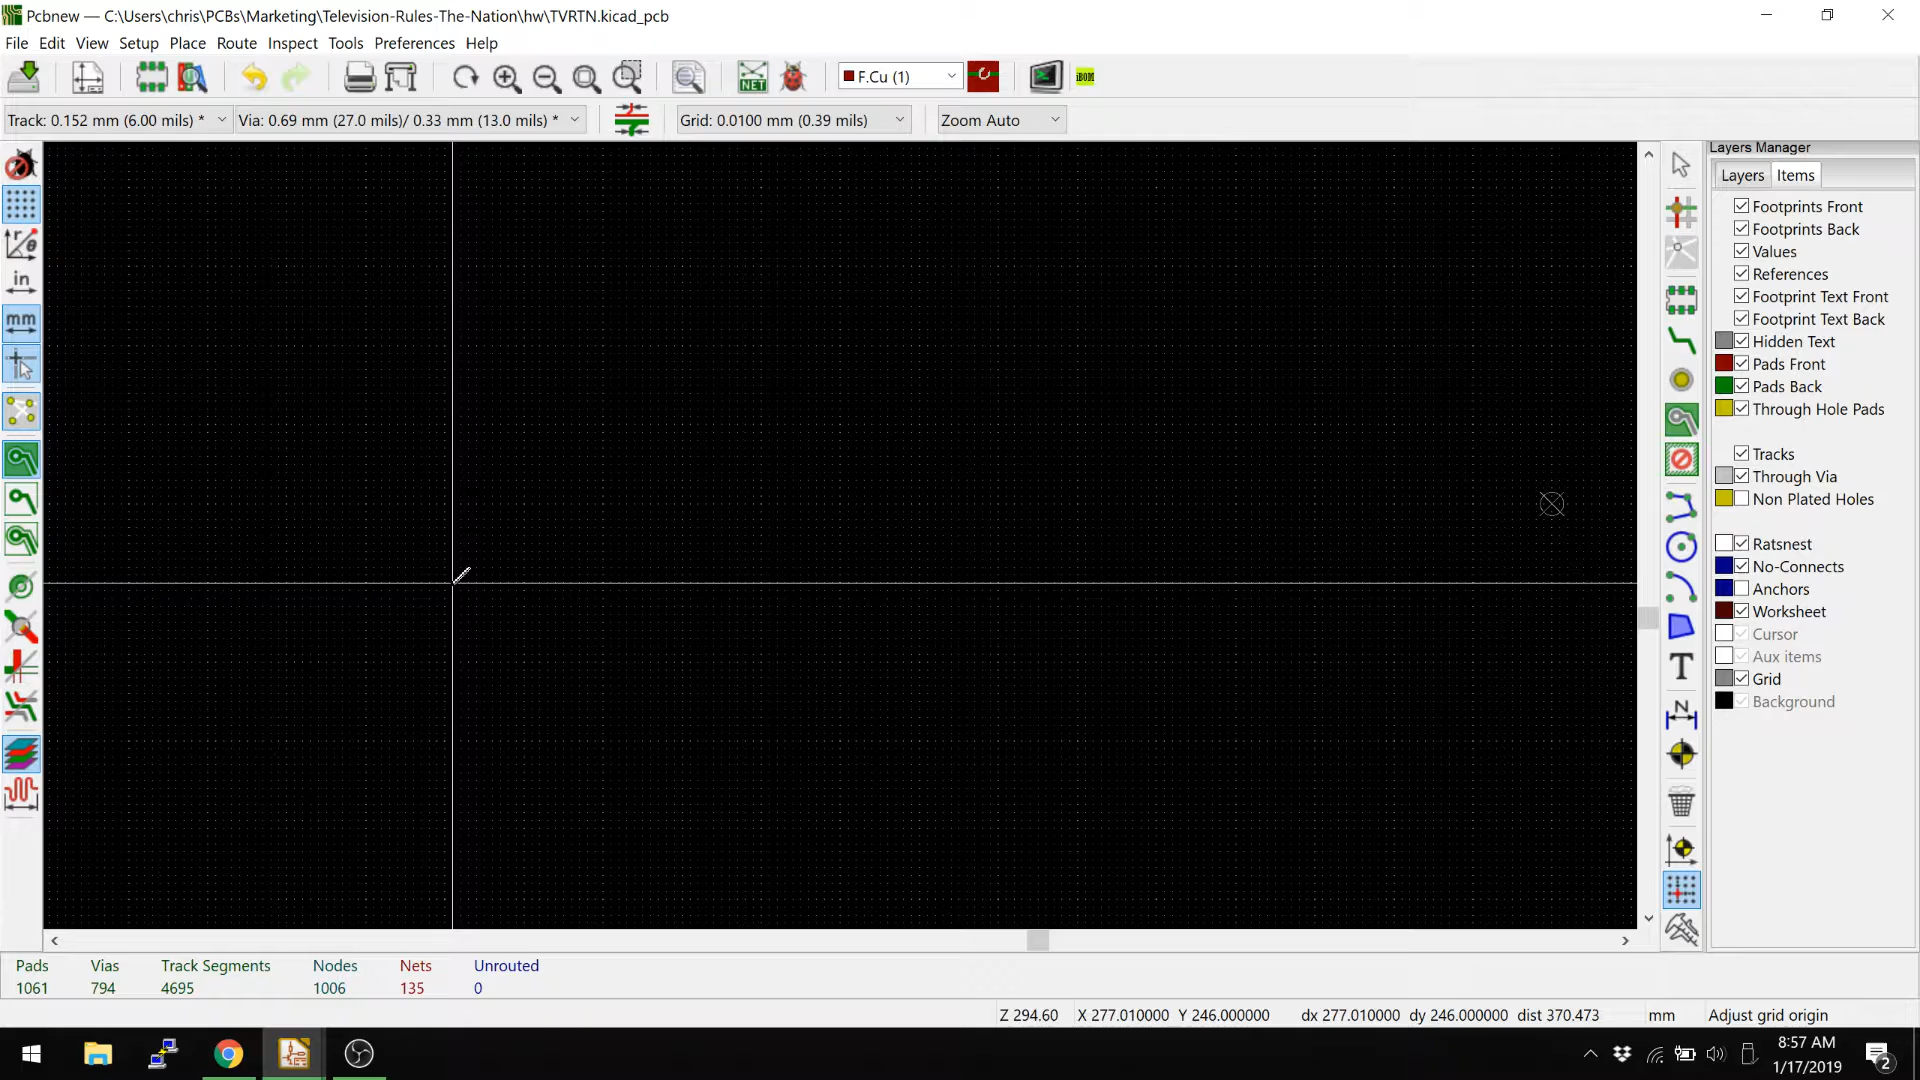 Pcbnew — C:\Users\chris\PCBs\Marketing\Television-Rules-The-Nation\hw\TVRTN.kicad_pcb
File Edit View Setup Place Route Inspect Tools Preferences Help
NET F.Cu (1) iBOM
Track: 0.152 mm (6.00 mils) * Via: 0.69 mm (27.0 mils)/ 0.33 mm (13.0 mils) * Grid: 0.0100 mm (0.39 mils) Zoom Auto
Layers Manager
Layers Items
Footprints Front
Footprints Back
Values
References
Footprint Text Front
Footprint Text Back
Hidden Text
Pads Front
Pads Back
Through Hole Pads
Tracks
Through Via
Non Plated Holes
Ratsnest
No-Connects
Anchors
Worksheet
Cursor
Aux items
Grid
Background
r θ
in
mm
T
N
Pads Vias Track Segments Nodes Nets Unrouted
1061 794 4695 1006 135 0
Z 294.60 X 277.010000 Y 246.000000 dx 277.010000 dy 246.000000 dist 370.473 mm Adjust grid origin
8:57 AM
1/17/2019
2